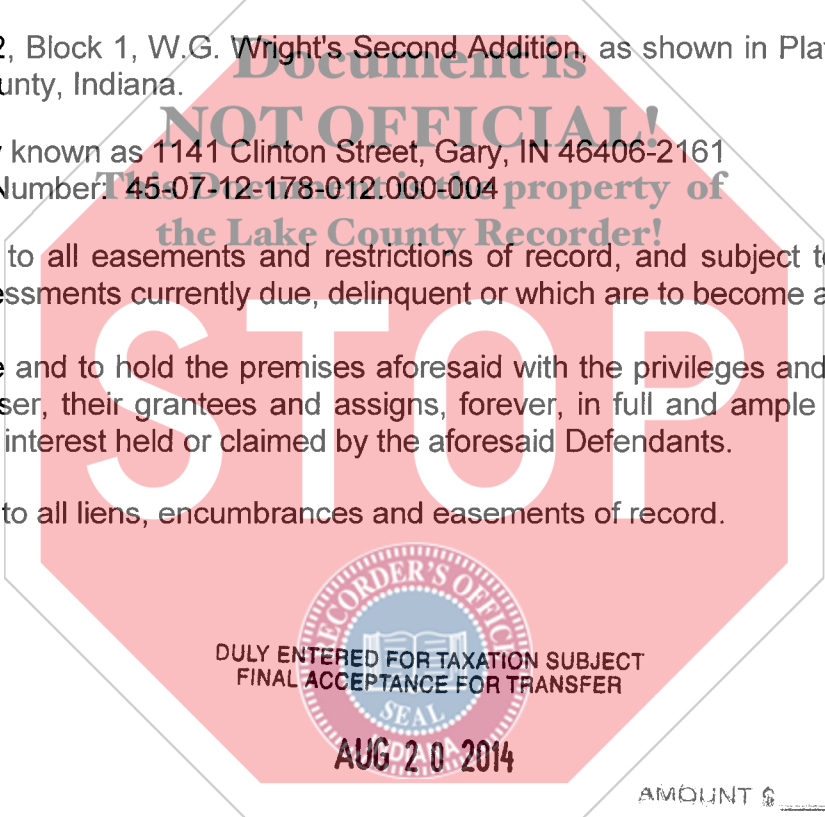 2, Block 1, W.G. Wright's Second Addition, as shown in Pla
Document is
unty, Indiana.
NOT OFFICIAL!
known as 1141 Clinton Street, Gary, IN 46406-2161
Number: 45-07-12-178-012.000-004
This Document is the property of
the Lake County Recorder!
to all easements and restrictions of record, and subject t
essments currently due, delinquent or which are to become a
STOP
e and to hold the premises aforesaid with the privileges and
ser, their grantees and assigns, forever, in full and ample
interest held or claimed by the aforesaid Defendants.
to all liens, encumbrances and easements of record.
RECORDER'S OFFICE
DULY ENTERED FOR TAXATION SUBJECT
FINAL ACCEPTANCE FOR TRANSFER
SEAL
INDIANA
AUG 20 2014
AMOUNT $